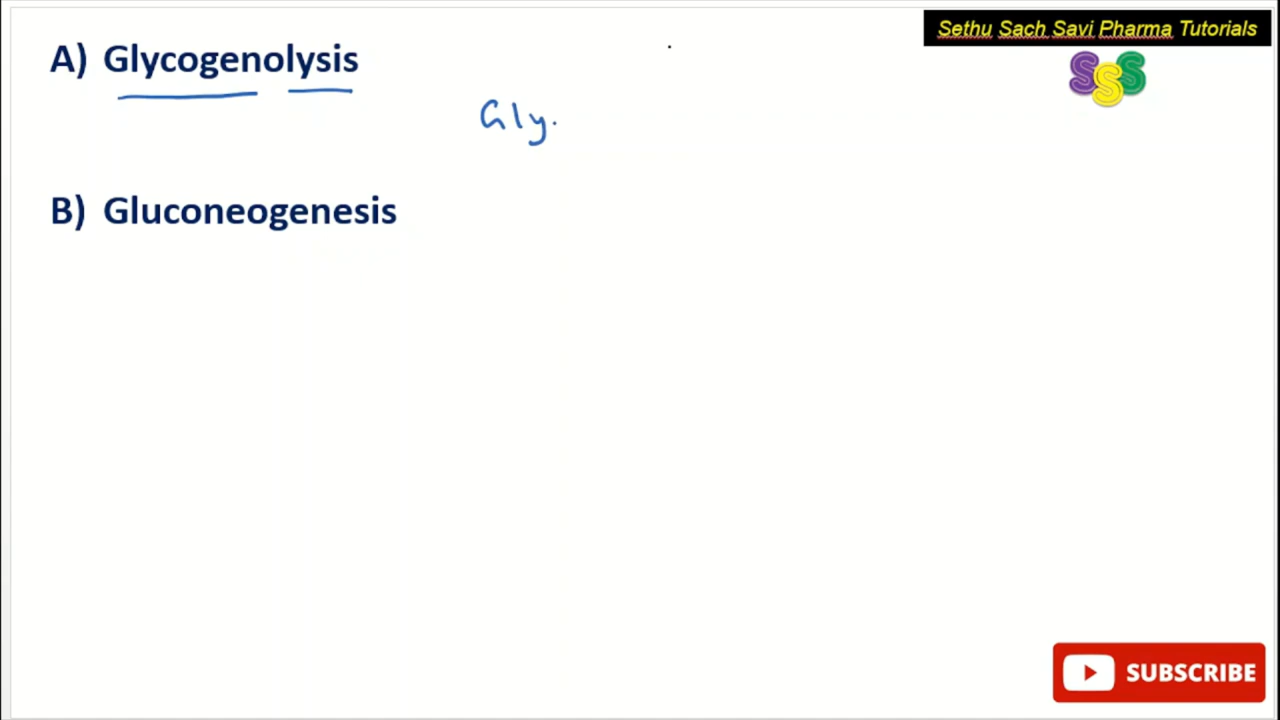 Sethu Sach Savi Pharma Tutorials
A) Glycogenolysis
SSS
Gly.
B) Gluconeogenesis
SUBSCRIBE